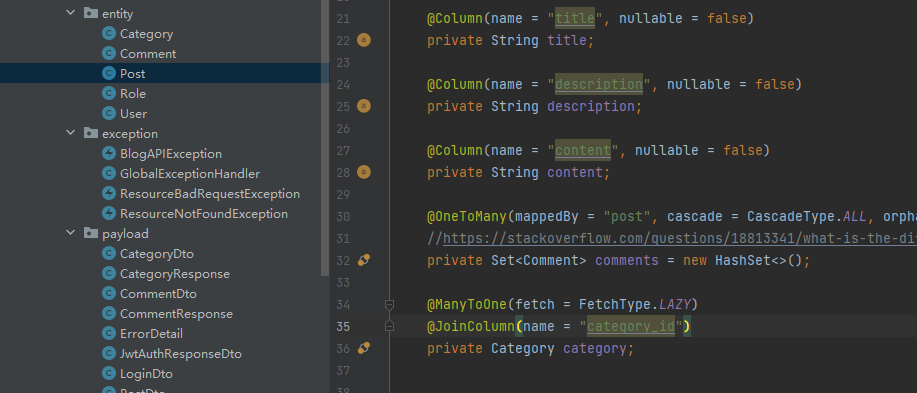 entity
Category
Comment
Post
Role
User
exception
BlogAPIException
GlobalExceptionHandler
ResourceBadRequestException
ResourceNotFoundException
payload
CategoryDto
CategoryResponse
CommentDto
CommentResponse
ErrorDetail
JwtAuthResponseDto
LoginDto
PostDto
21 @Column(name = "title", nullable = false)
22 private String title;
23
24 @Column(name = "description", nullable = false)
25 private String description;
26
27 @Column(name = "content", nullable = false)
28 private String content;
29
30 @OneToMany(mappedBy = "post", cascade = CascadeType.ALL, orpha
31 //https://stackoverflow.com/questions/18813341/what-is-the-di
32 private Set<Comment> comments = new HashSet<>();
33
34 @ManyToOne(fetch = FetchType.LAZY)
35 @JoinColumn(name = "category_id")
36 private Category category;
37
38